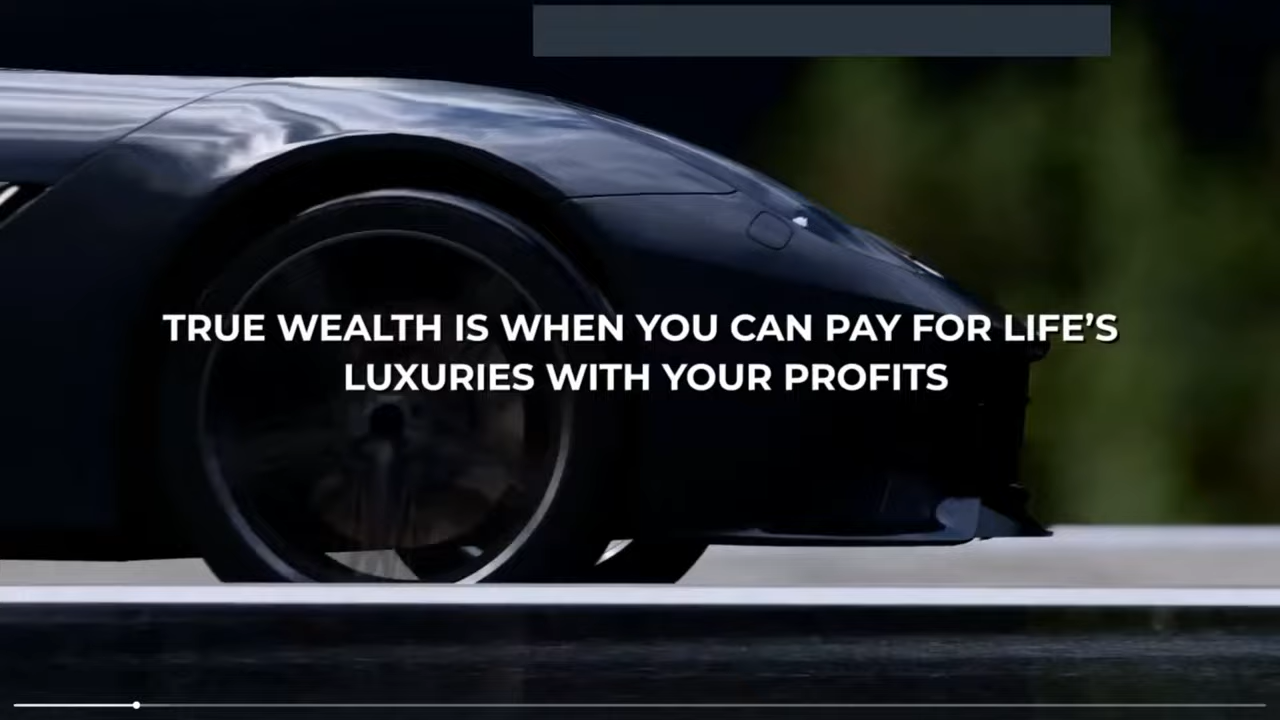 TRUE WEALTH IS WHEN YOU CAN PAY FOR LIFE’S
LUXURIES WITH YOUR PROFITS